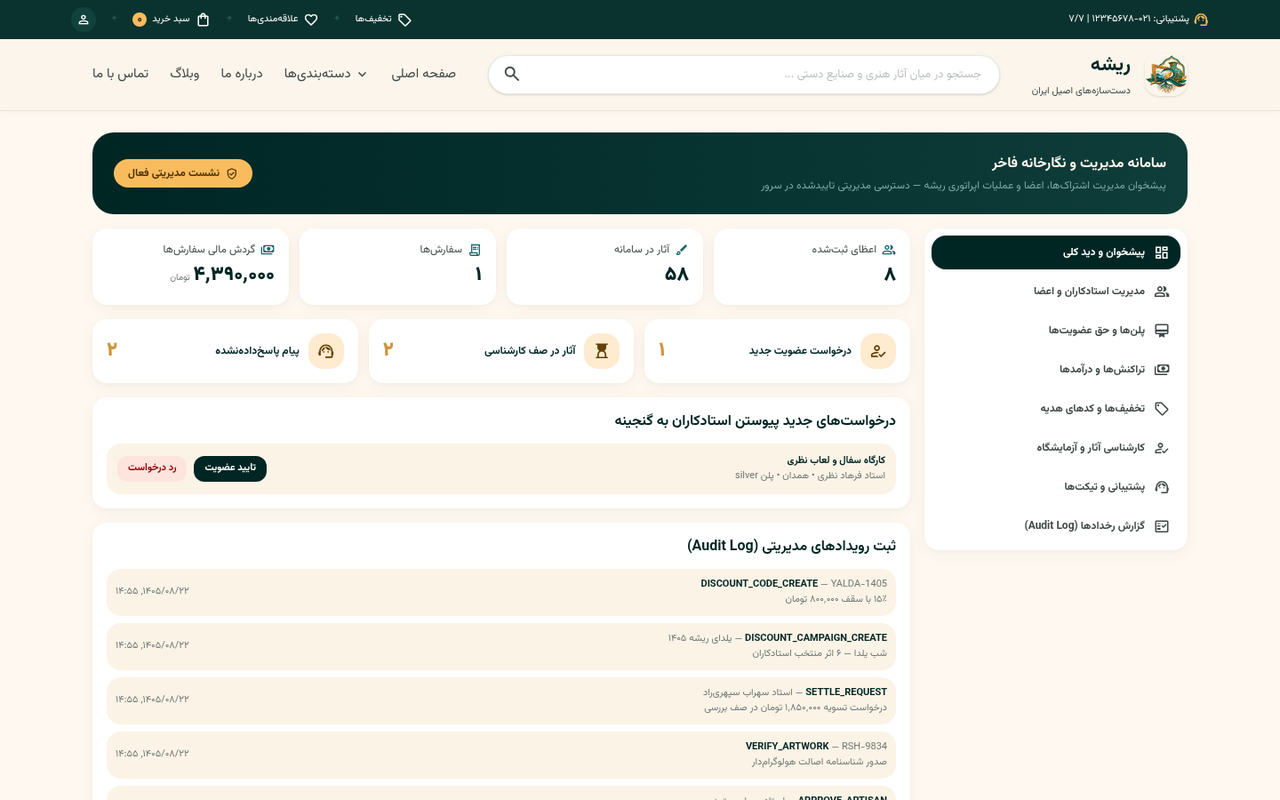 پشتیبانی: ۰۲۱-۱۲۳۴۵۶۷۸ | ۷/۷
تخفیف‌ها
علاقه‌مندی‌ها
سبد خرید ۰
ریشه
دست‌سازه‌های اصیل ایران
جستجو در میان آثار هنری و صنایع دستی ...
صفحه اصلی
دسته‌بندی‌ها
درباره ما
وبلاگ
تماس با ما
سامانه مدیریت و نگارخانه فاخر
پیشخوان مدیریت اشتراک‌ها، اعضا و عملیات اپراتوری ریشه — دسترسی مدیریتی تاییدشده در سرور
نشست مدیریتی فعال
پیشخوان و دید کلی
مدیریت استادکاران و اعضا
پلن‌ها و حق عضویت‌ها
تراکنش‌ها و درآمدها
تخفیف‌ها و کدهای هدیه
کارشناسی آثار و آزمایشگاه
پشتیبانی و تیکت‌ها
گزارش رخدادها (Audit Log)
اعظای ثبت‌شده
۸
آثار در سامانه
۵۸
سفارش‌ها
۱
گردش مالی سفارش‌ها
۴,۳۹۰,۰۰۰ تومان
درخواست عضویت جدید
۱
آثار در صف کارشناسی
۲
پیام پاسخ‌داده‌نشده
۲
درخواست‌های جدید پیوستن استادکاران به گنجینه
کارگاه سفال و لعاب نظری
استاد فرهاد نظری • همدان • پلن silver
تایید عضویت
رد درخواست
ثبت رویدادهای مدیریتی (Audit Log)
DISCOUNT_CODE_CREATE — YALDA-1405
۱۵٪ با سقف ۸۰۰,۰۰۰ تومان
۱۴۰۵/۰۸/۲۲, ۱۴:۵۵
DISCOUNT_CAMPAIGN_CREATE — یلدای ریشه ۱۴۰۵
شب یلدا — ۶ اثر منتخب استادکاران
۱۴۰۵/۰۸/۲۲, ۱۴:۵۵
SETTLE_REQUEST — استاد سهراب سپهری‌راد
درخواست تسویه ۱,۸۵۰,۰۰۰ تومان در صف بررسی
۱۴۰۵/۰۸/۲۲, ۱۴:۵۵
VERIFY_ARTWORK — RSH-9834
صدور شناسنامه اصالت هولوگرام‌دار
۱۴۰۵/۰۸/۲۲, ۱۴:۵۵